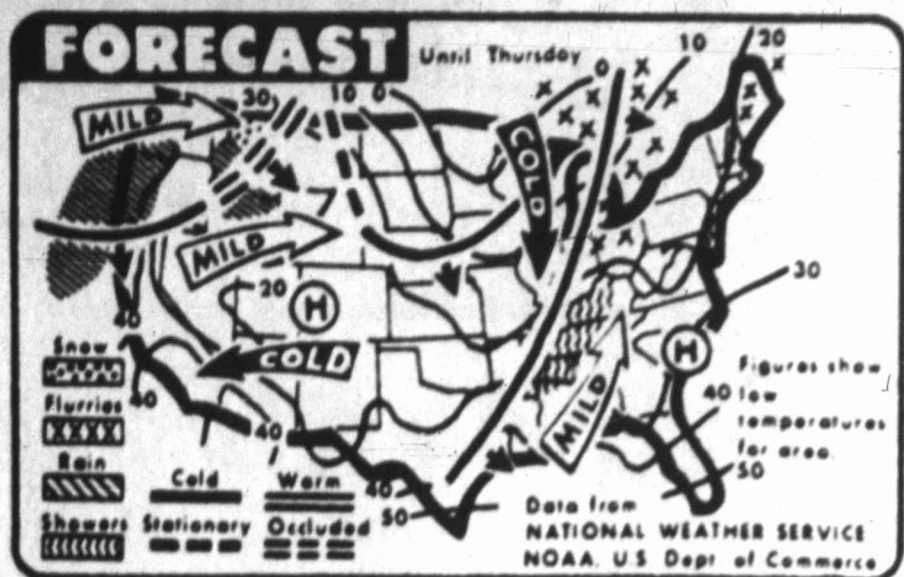 FORECAST
Until Thursday
30
10
0
0
10
20
MILD
COLD
MILD
20
H
30
COLD
H
MILD
40
40
40
40
50
40
50
Snow
Flurries
XXXX
Rain
Showers
Cold
Warm
Stationary
Occluded
Figures show
low
temperatures
for area.
Data from
NATIONAL WEATHER SERVICE
NOAA, U.S Dept of Commerce